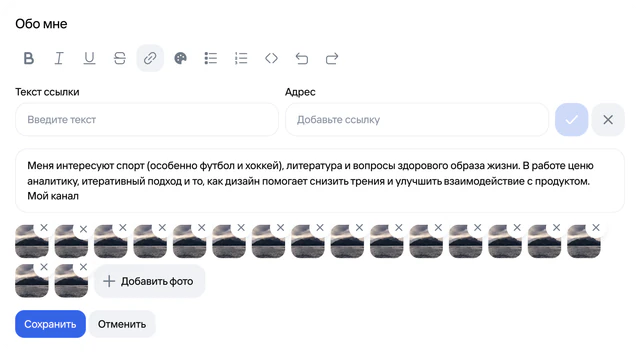 Обо мне
B I U S
Текст ссылки Адрес
Введите текст Добавьте ссылку
Меня интересуют спорт (особенно футбол и хоккей), литература и вопросы здорового образа жизни. В работе ценю
аналитику, итеративный подход и то, как дизайн помогает снизить трения и улучшить взаимодействие с продуктом.
Мой канал
Добавить фото
Сохранить Отменить